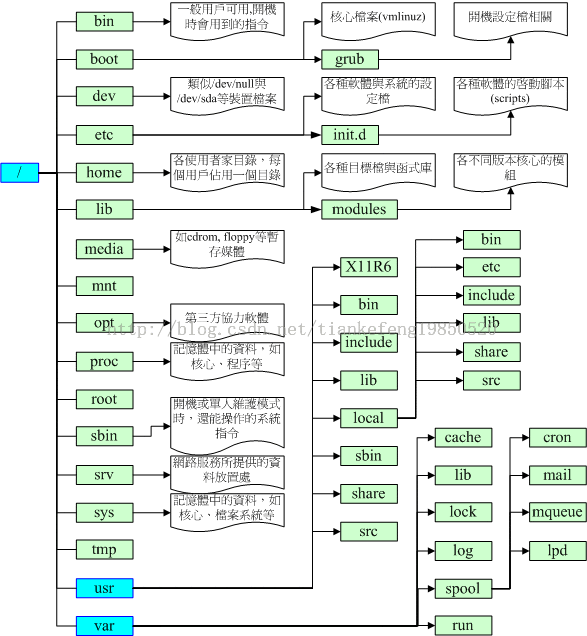 bin
一般用戶可用,開機
時會用到的指令
核心檔案(vmlinuz)
開機設定檔相關
boot
grub
dev
類似/dev/null與
/dev/sda等裝置檔案
各種軟體與系統的設
定檔
各種軟體的啓動腳本
(scripts)
etc
init.d
/
home
各使用者家目錄，每
個用戶佔用一個目錄
各種目標檔與函式庫
各不同版本核心的模
組
lib
modules
media
如cdrom, floppy等暫
存媒體
mnt
opt
第三方協力軟體
proc
記憶體中的資料，如
核心、程序等
root
sbin
開機或單人維護模式
時，還能操作的系統
指令
srv
網路服務所提供的資
料放置處
sys
記憶體中的資料，如
核心、檔案系統等
tmp
usr
var
X11R6
bin
include
lib
local
sbin
share
src
bin
etc
include
lib
share
src
cache
lib
lock
log
spool
run
cron
mail
mqueue
lpd
http://blog.csdn.net/tiankefeng19850520